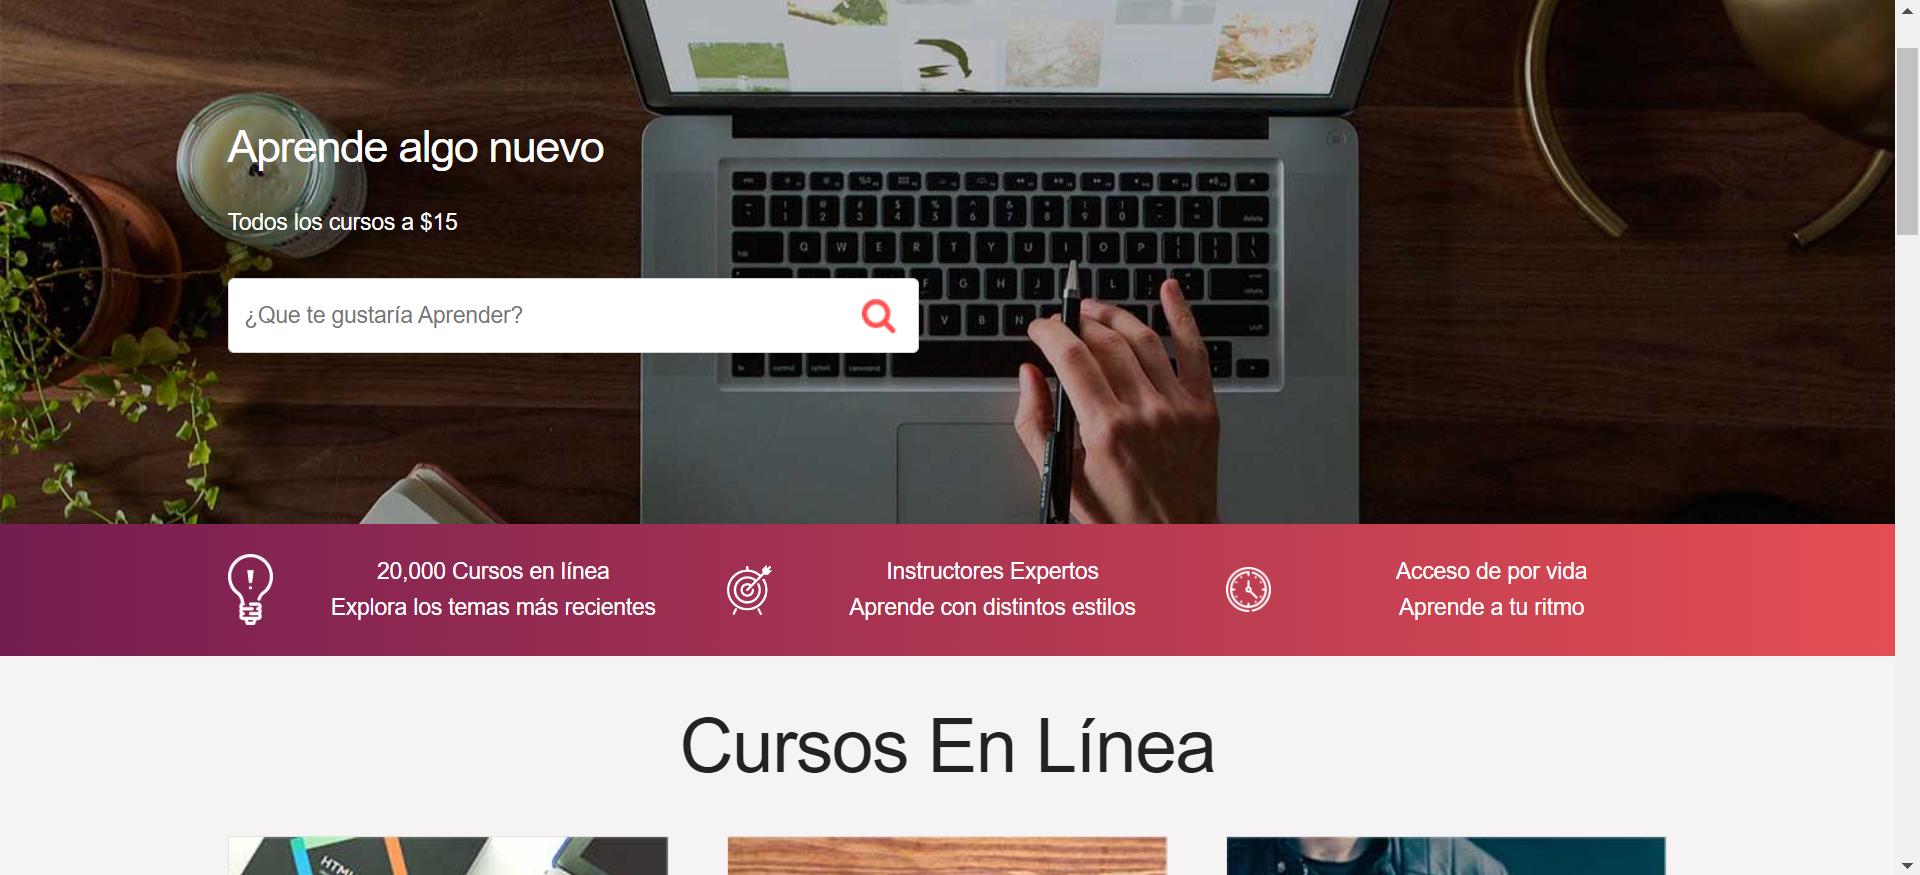 Aprende algo nuevo
Todos los cursos a $15
¿Que te gustaría Aprender?
20,000 Cursos en línea
Explora los temas más recientes
Instructores Expertos
Aprende con distintos estilos
Acceso de por vida
Aprende a tu ritmo
Cursos En Línea